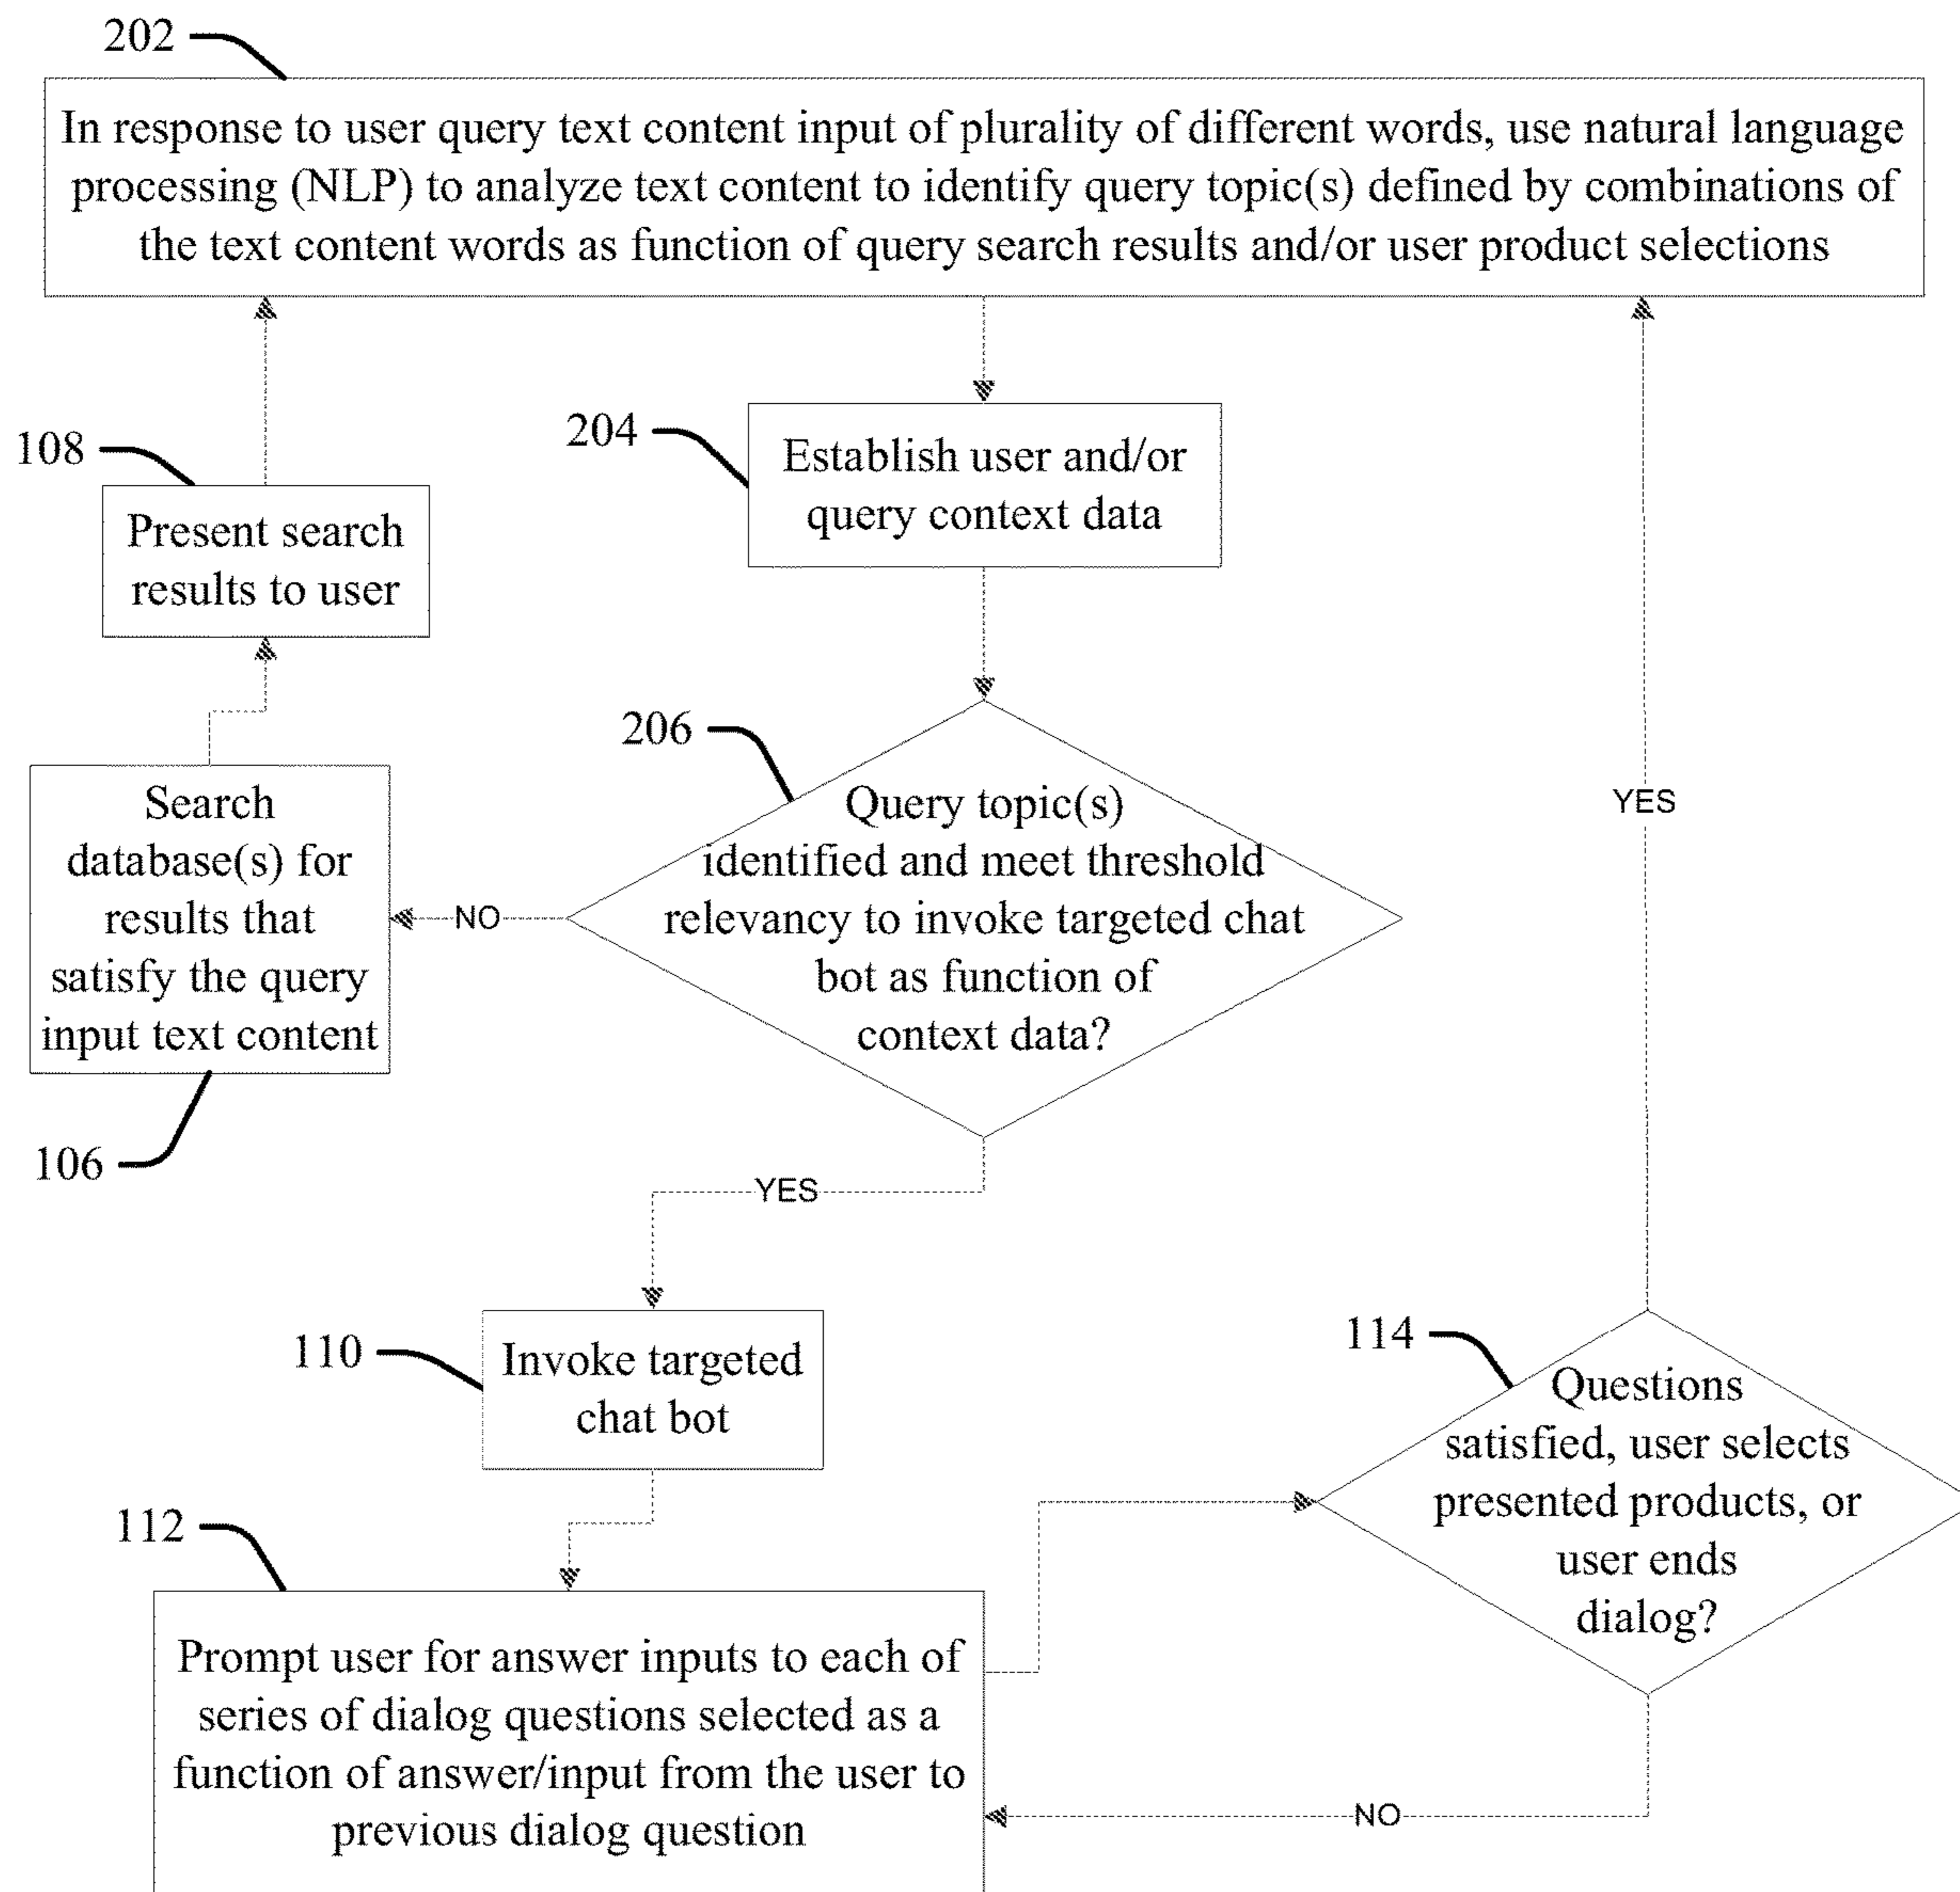 202
In response to user query text content input of plurality of different words, use natural language
processing (NLP) to analyze text content to identify query topic(s) defined by combinations of
the text content words as function of query search results and/or user product selections
108
Present search
results to user
204
Establish user and/or
query context data
206
Query topic(s)
identified and meet threshold
relevancy to invoke targeted chat
bot as function of
context data?
NO
Search
database(s) for
results that
satisfy the query
input text content
106
YES
YES
110
Invoke targeted
chat bot
114
Questions
satisfied, user selects
presented products, or
user ends
dialog?
112
Prompt user for answer inputs to each of
series of dialog questions selected as a
function of answer/input from the user to
previous dialog question
NO